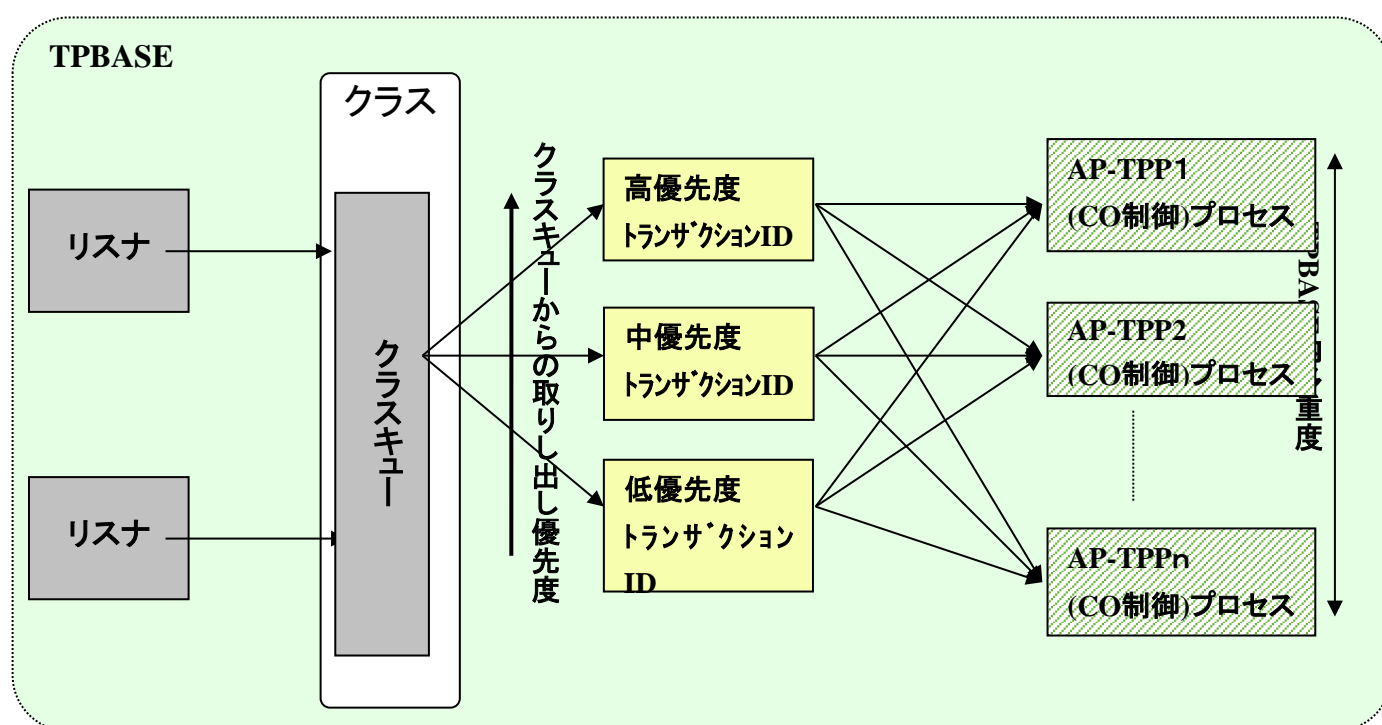 TPBASE
クラス
リスナ
リスナ
クラスキュー
クラスキューからの取りし出し優先度
高優先度
ﾄﾗﾝｻﾞｸｼｮﾝID
中優先度
ﾄﾗﾝｻﾞｸｼｮﾝID
低優先度
ﾄﾗﾝｻﾞｸｼｮﾝ
ID
AP-TPP１
(CO制御)プロセス
AP-TPP2
(CO制御)プロセス
AP-TPPｎ
(CO制御)プロセス
重度